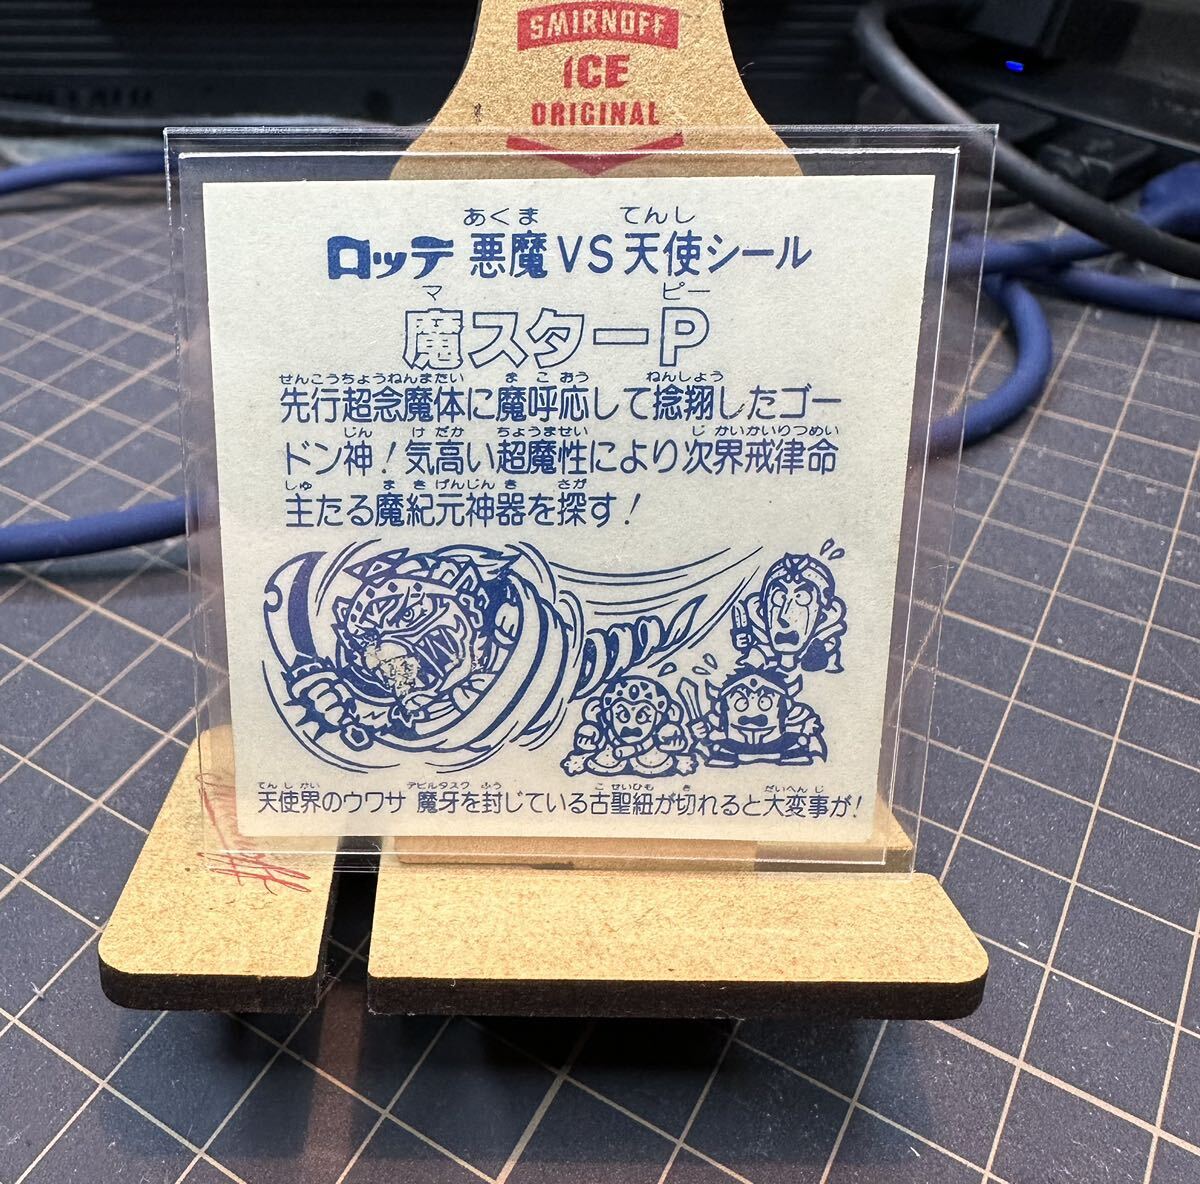 SMIRNOFF
ICE
ORIGINAL
あくま てんし
ロッテ 悪魔VS天使シール
マ ピー
魔スターP
せんこうちょうねんまたい まこおう ねんしょう
先行超念魔体に魔呼応して捻翔したゴー
じん けだか ちょうませい じかいかいりつめい
ドン神！気高い超魔性により次界戒律命
しゅ まきげんじんき さが
主たる魔紀元神器を探す！
てんしかい デビルタスク ふう こせいひも き だいへんじ
天使界のウワサ 魔牙を封じている古聖紐が切れると大変事が！